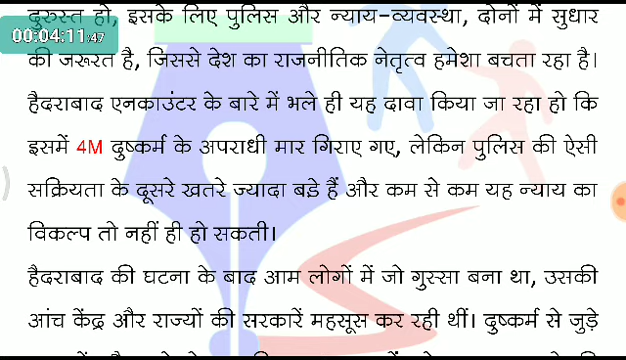 दुरुस्त हो, इसके लिए पुलिस और न्याय-व्यवस्था, दोनों में सुधार
00:04:11:47
की जरूरत है, जिससे देश का राजनीतिक नेतृत्व हमेशा बचता रहा है।
हैदराबाद एनकाउंटर के बारे में भले ही यह दावा किया जा रहा हो कि
इसमें 4M दुष्कर्म के अपराधी मार गिराए गए, लेकिन पुलिस की ऐसी
सक्रियता के दूसरे खतरे ज्यादा बड़े हैं और कम से कम यह न्याय का
विकल्प तो नहीं ही हो सकती।
हैदराबाद की घटना के बाद आम लोगों में जो गुस्सा बना था, उसकी
आंच केंद्र और राज्यों की सरकारें महसूस कर रही थीं। दुष्कर्म से जुड़े